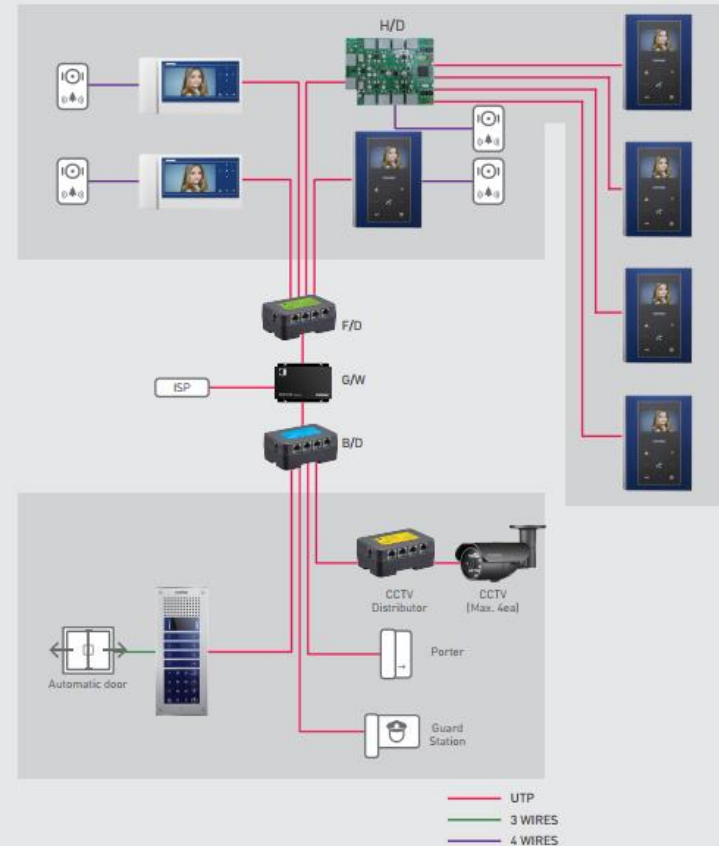 H/D
F/D
ISP
G/W
B/D
CCTV
Distributor
CCTV
(Max. 4ea)
Automatic door
Porter
Guard
Station
UTP
3 WIRES
4 WIRES